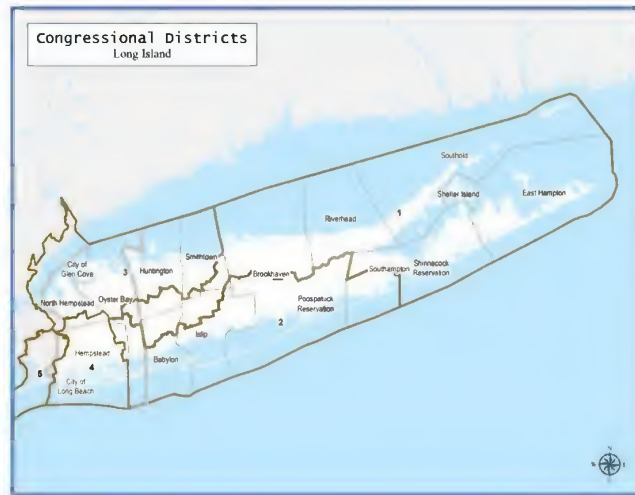 Congressional Districts
Long Island
Southold
Shelter Island
East Hampton
Riverhead
1
Smithtown
City of
Glen Cove
3
Huntington
Brookhaven
Southampton
Shinnecock
Reservation
North Hempstead
Oyster Bay
Poospatuck
Reservation
Islip
2
Hempstead
Babylon
5
4
City of
Long Beach